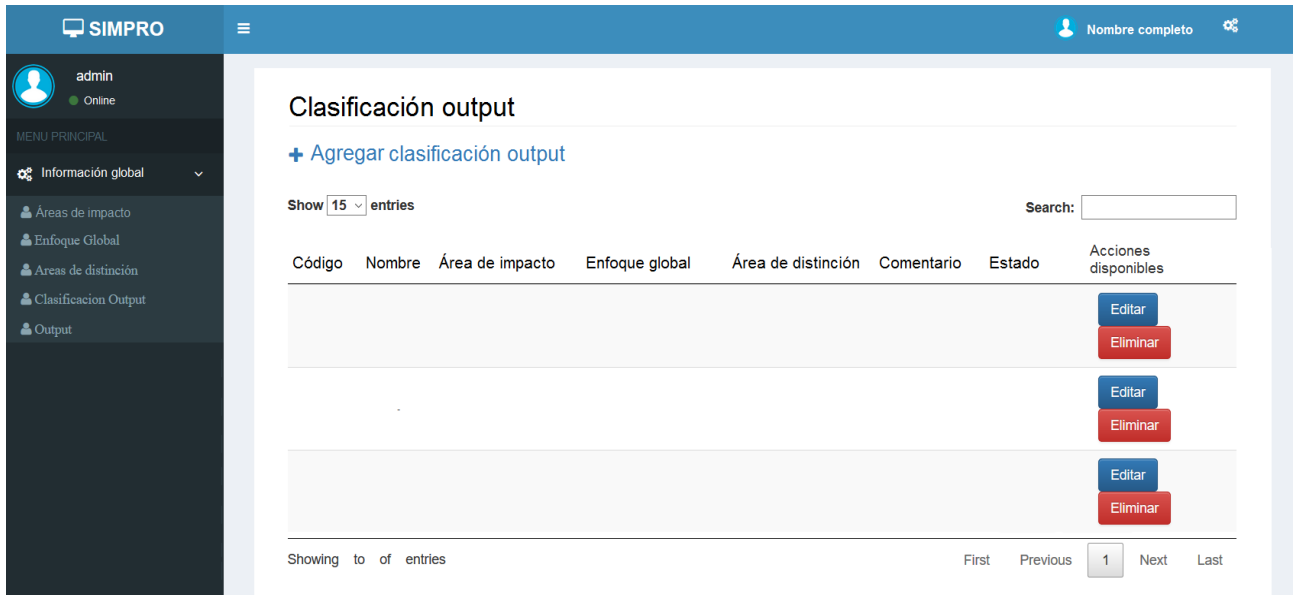 SIMPRO
Nombre completo
admin
Online
MENU PRINCIPAL
Información global
Áreas de impacto
Enfoque Global
Areas de distinción
Clasificacion Output
Output
Clasificación output
+ Agregar clasificación output
Show 15 entries
Search:
Código Nombre Área de impacto Enfoque global Área de distinción Comentario Estado Acciones disponibles
Editar
Eliminar
Editar
Eliminar
Editar
Eliminar
Showing to of entries
First Previous 1 Next Last